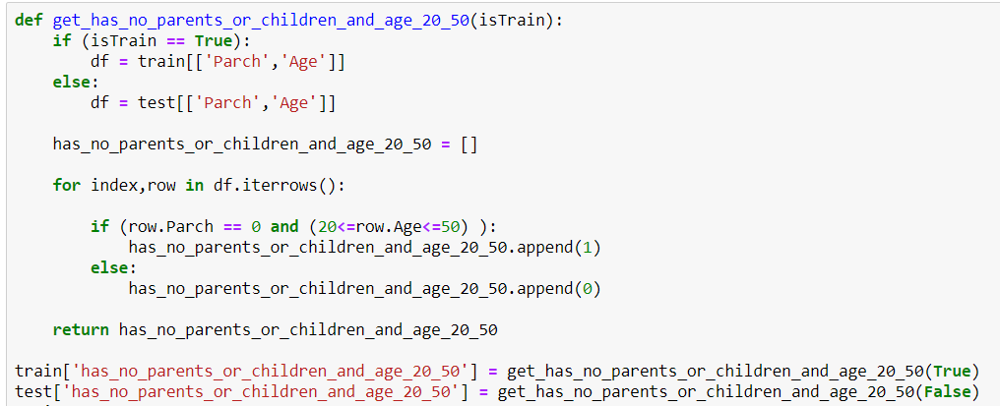 def get_has_no_parents_or_children_and_age_20_50(isTrain):
    if (isTrain == True):
        df = train[['Parch','Age']]
    else:
        df = test[['Parch','Age']]
    has_no_parents_or_children_and_age_20_50 = []
    for index,row in df.iterrows():
        if (row.Parch == 0 and (20<=row.Age<=50) ):
            has_no_parents_or_children_and_age_20_50.append(1)
        else:
            has_no_parents_or_children_and_age_20_50.append(0)
    return has_no_parents_or_children_and_age_20_50
train['has_no_parents_or_children_and_age_20_50'] = get_has_no_parents_or_children_and_age_20_50(True)
test['has_no_parents_or_children_and_age_20_50'] = get_has_no_parents_or_children_and_age_20_50(False)